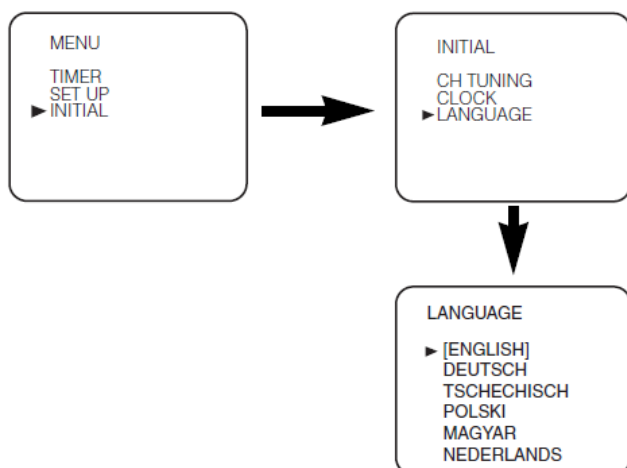 MENU
TIMER
SET UP
►INITIAL
INITIAL
CH TUNING
CLOCK
►LANGUAGE
LANGUAGE
► [ENGLISH]
DEUTSCH
TSCHECHISCH
POLSKI
MAGYAR
NEDERLANDS